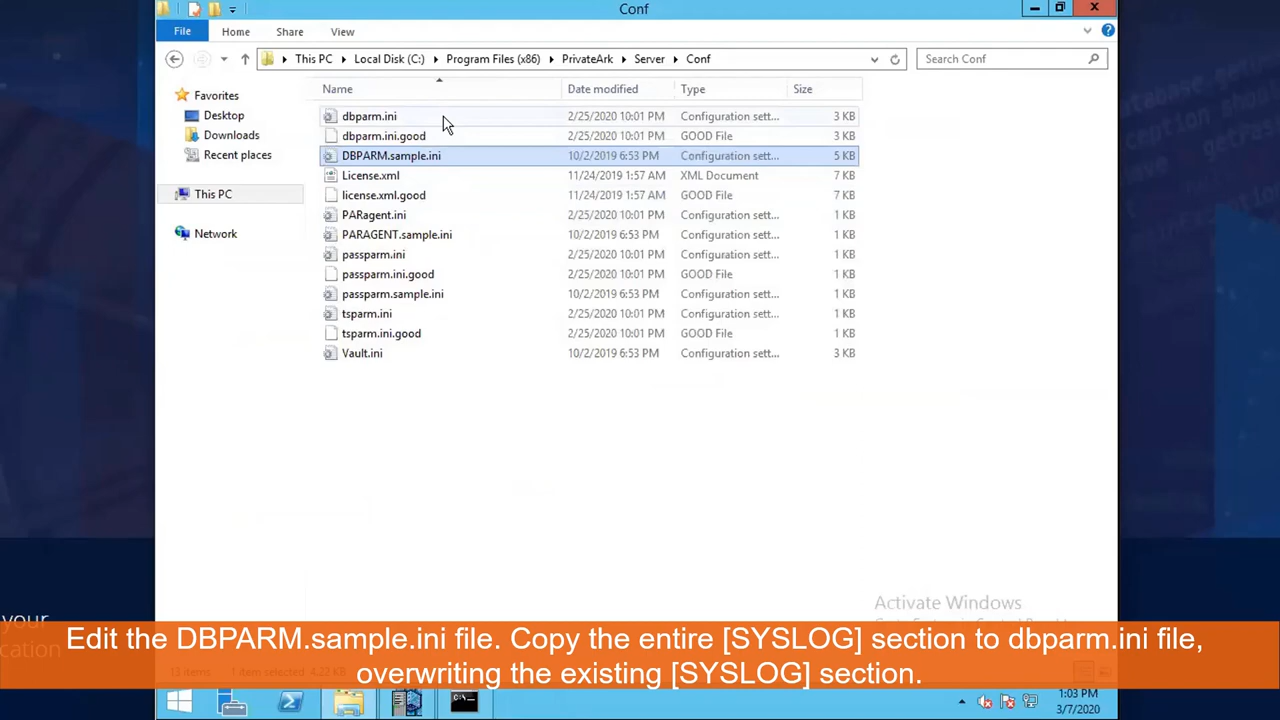 Conf
File Home Share View
This PC Local Disk (C:) Program Files (x86) PrivateArk Server Conf
Search Conf
Name Date modified Type Size
Favorites
Desktop
Downloads
Recent places
This PC
Network
dbparm.ini 2/25/2020 10:01 PM Configuration sett... 3 KB
dbparm.ini.good 2/25/2020 10:01 PM GOOD File 3 KB
DBPARM.sample.ini 10/2/2019 6:53 PM Configuration sett... 5 KB
License.xml 11/24/2019 1:57 AM XML Document 7 KB
license.xml.good 11/24/2019 1:57 AM GOOD File 7 KB
PARagent.ini 2/25/2020 10:01 PM Configuration sett... 1 KB
PARAGENT.sample.ini 10/2/2019 6:53 PM Configuration sett... 1 KB
passparm.ini 2/25/2020 10:01 PM Configuration sett... 1 KB
passparm.ini.good 2/25/2020 10:01 PM GOOD File 1 KB
passparm.sample.ini 10/2/2019 6:53 PM Configuration sett... 1 KB
tsparm.ini 2/25/2020 10:01 PM Configuration sett... 1 KB
tsparm.ini.good 2/25/2020 10:01 PM GOOD File 1 KB
Vault.ini 10/2/2019 6:53 PM Configuration sett... 3 KB
Activate Windows
your
cation
Edit the DBPARM.sample.ini file. Copy the entire [SYSLOG] section to dbparm.ini file,
overwriting the existing [SYSLOG] section.
13 items 1 item selected 4.22 KB
1:03 PM
3/7/2020